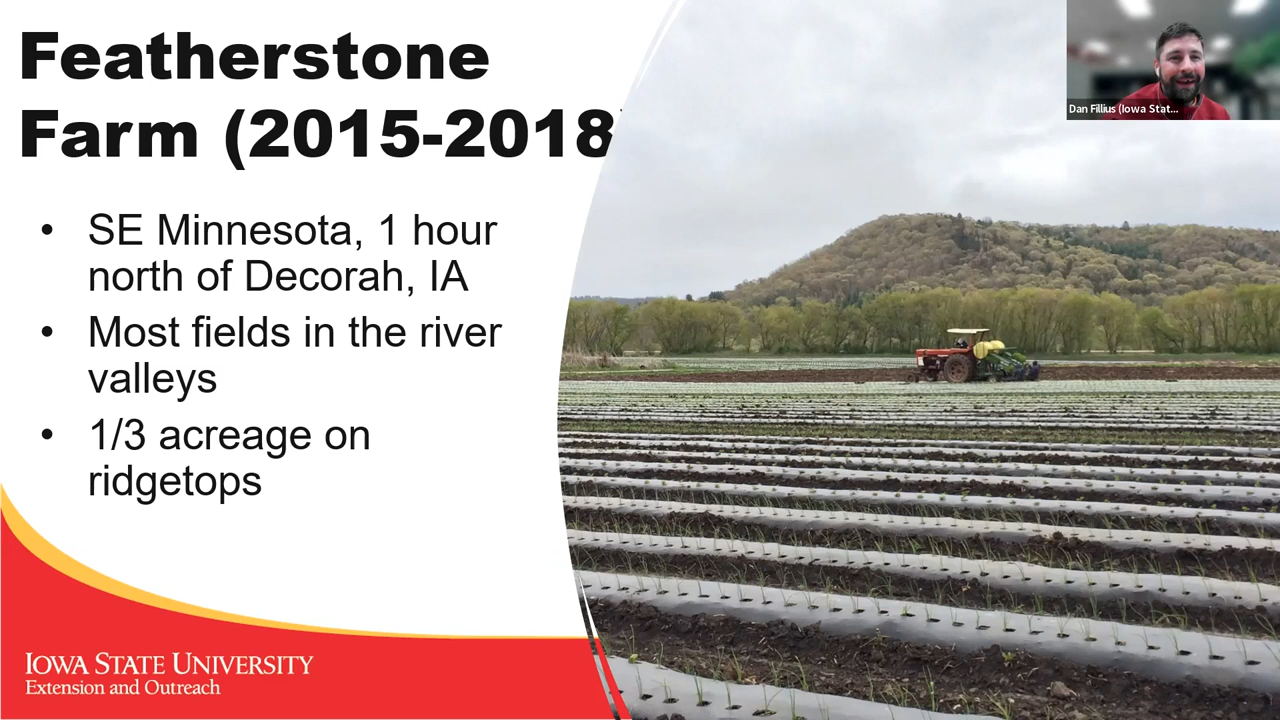 Featherstone
Farm (2015-2018)
Dan Fillius (Iowa Stat...
• SE Minnesota, 1 hour
north of Decorah, IA
• Most fields in the river
valleys
• 1/3 acreage on
ridgetops
IOWA STATE UNIVERSITY
Extension and Outreach